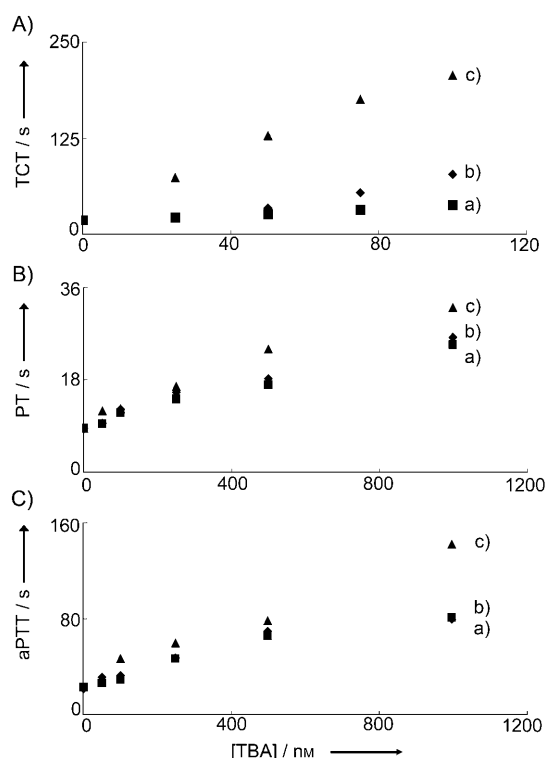 A)
250
c)
125
TCT / s
b)
a)
0
0 40 80 120
B)
36
c)
b)
18
a)
PT / s
0
0 400 800 1200
C)
160
c)
80
aPTT / s
b)
a)
0
0 400 800 1200
[TBA] / nM